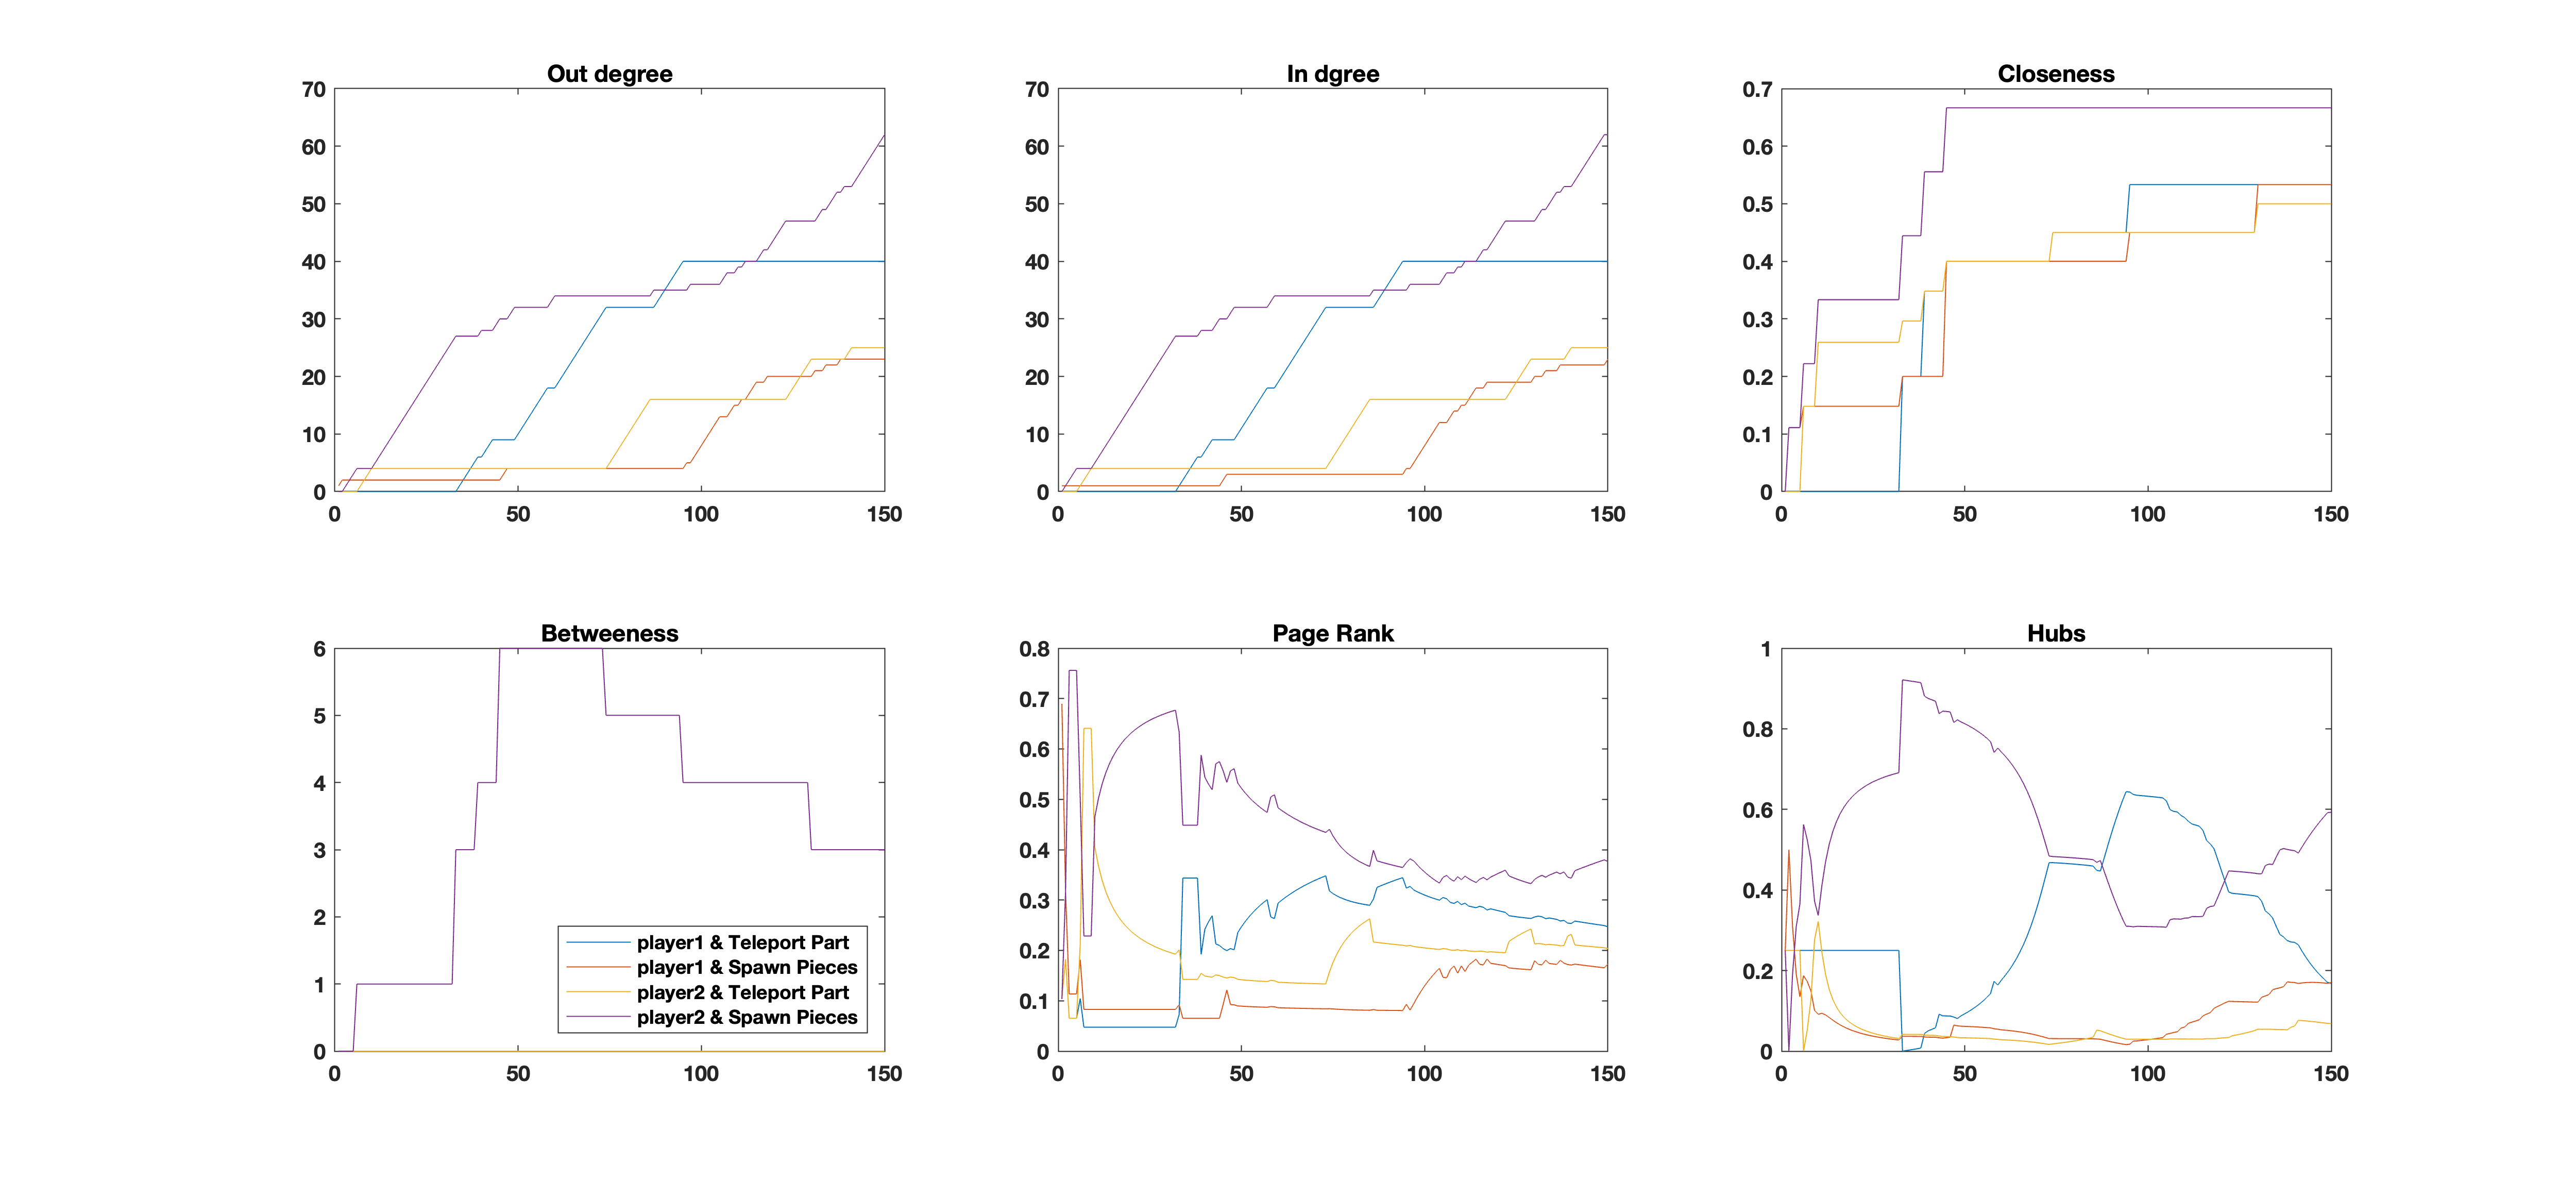 Out degree
70
60
50
40
30
20
10
0
0 50 100 150
In dgree
70
60
50
40
30
20
10
0
0 50 100 150
Closeness
0.7
0.6
0.5
0.4
0.3
0.2
0.1
0
0 50 100 150
Betweeness
6
5
4
3
2
1
0
0 50 100 150
player1 & Teleport Part
player1 & Spawn Pieces
player2 & Teleport Part
player2 & Spawn Pieces
Page Rank
0.8
0.7
0.6
0.5
0.4
0.3
0.2
0.1
0
0 50 100 150
Hubs
1
0.8
0.6
0.4
0.2
0
0 50 100 150